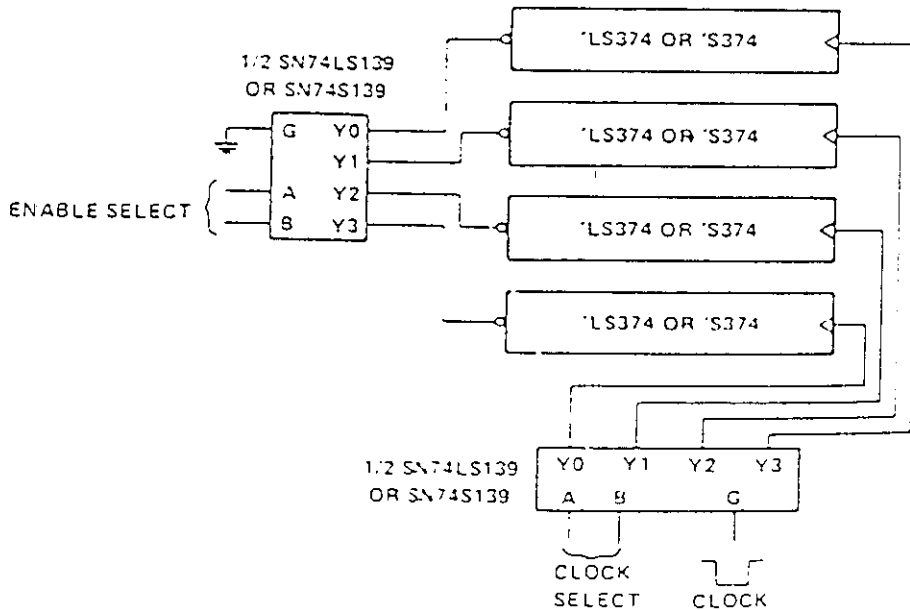 'LS374 OR 'S374
1/2 SN74LS139
OR SN74S139
G Y0
Y1
A Y2
B Y3
ENABLE SELECT
'LS374 OR 'S374
'LS374 OR 'S374
'LS374 OR 'S374
1/2 SN74LS139
OR SN74S139
Y0 Y1 Y2 Y3
A B G
CLOCK
SELECT
CLOCK